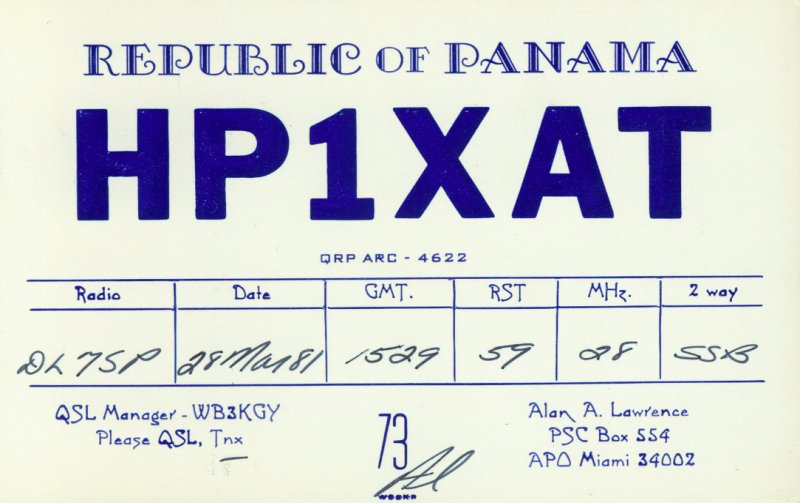 REPUBLIC OF PANAMA
HP1XAT
QRP ARC - 4622
Radio Date GMT. RST MHz. 2 way
DL7SP 28 Mar 81 1529 59 28 SSB
QSL Manager - WB3KGY
Please QSL, Tnx
73
Al
Alan A. Lawrence
PSC Box 554
APO Miami 34002